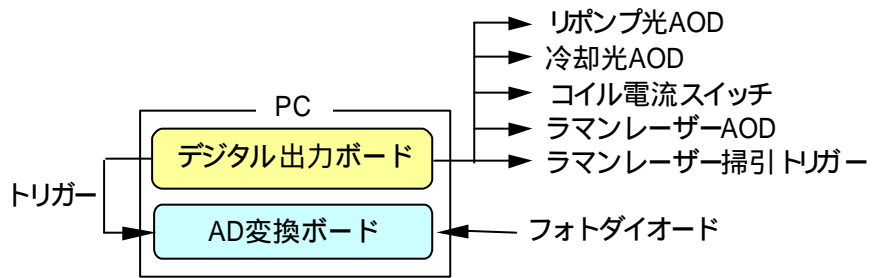 リポンプ光AOD
冷却光AOD
コイル電流スイッチ
ラマンレーザーAOD
ラマンレーザー掃引トリガー
PC
デジタル出力ボード
トリガー
AD変換ボード
フォトダイオード